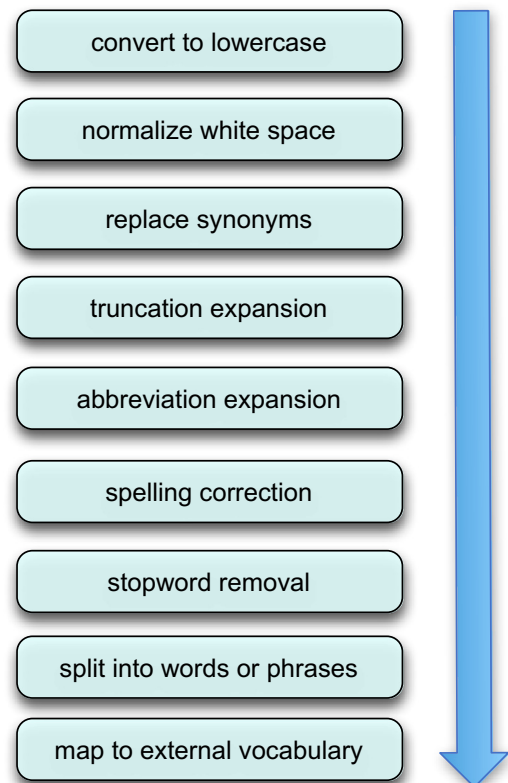 convert to lowercase
normalize white space
replace synonyms
truncation expansion
abbreviation expansion
spelling correction
stopword removal
split into words or phrases
map to external vocabulary